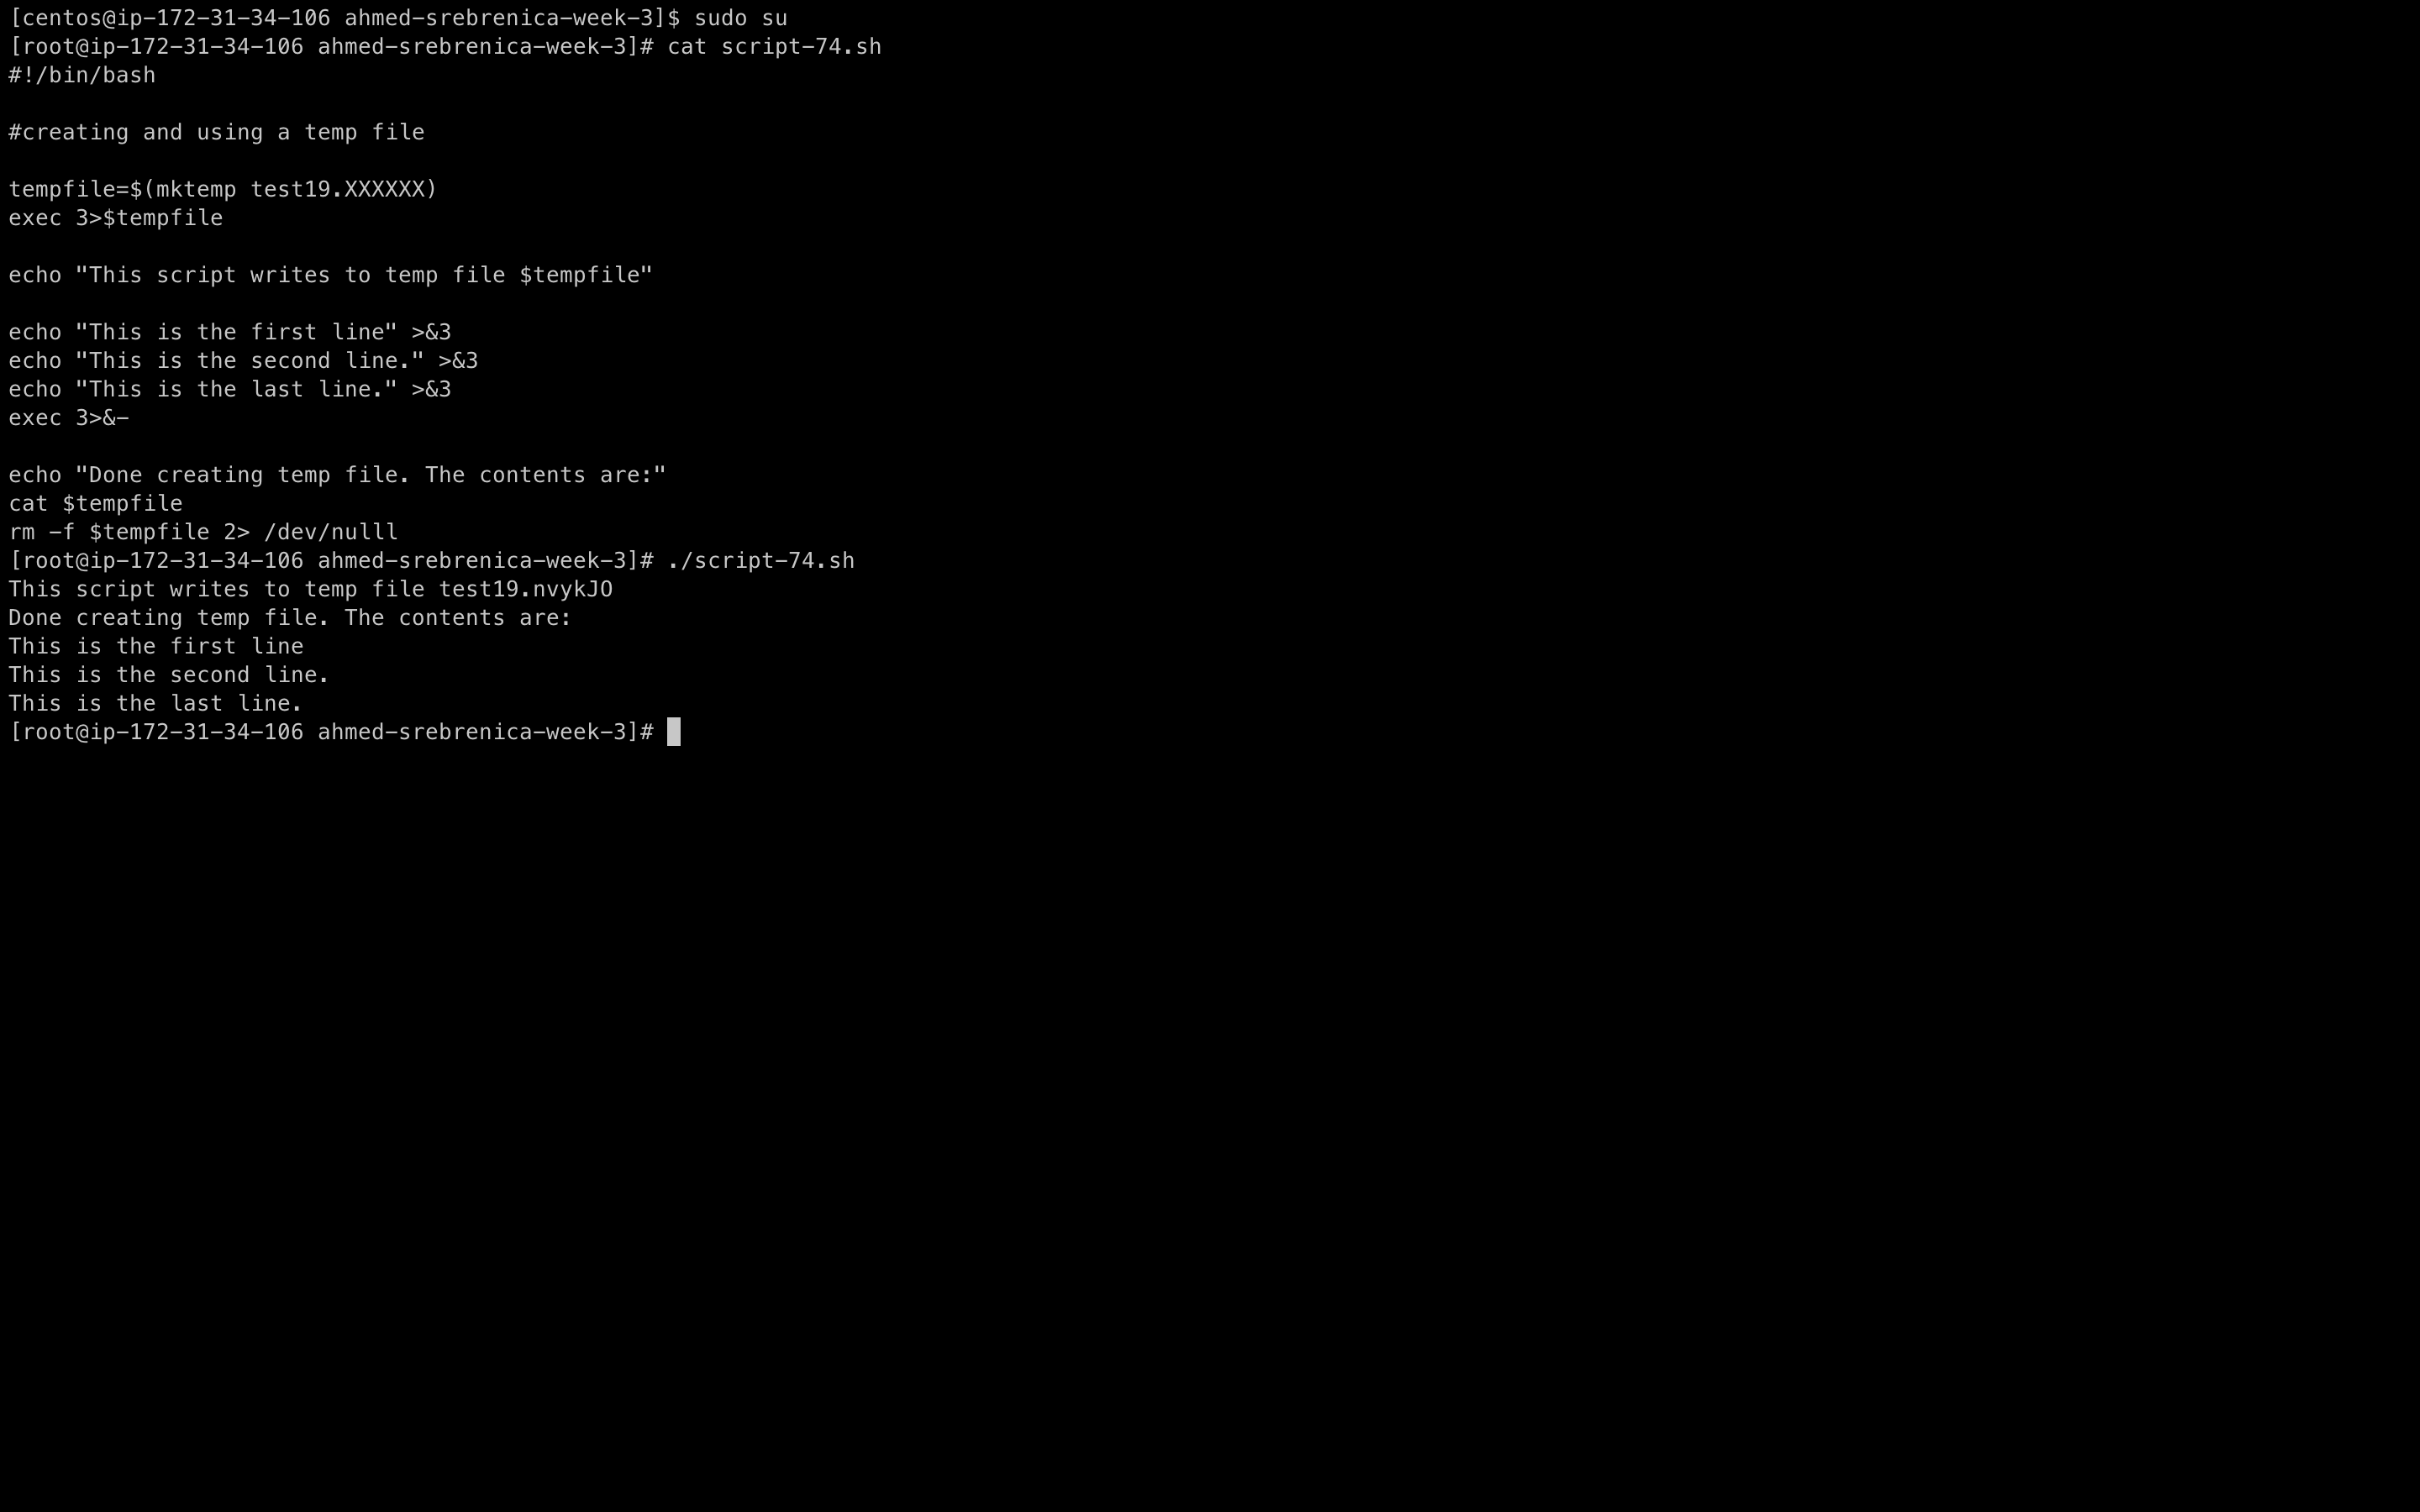 [centos@ip-172-31-34-106 ahmed-srebrenica-week-3]$ sudo su
[root@ip-172-31-34-106 ahmed-srebrenica-week-3]# cat script-74.sh
#!/bin/bash

#creating and using a temp file

tempfile=$(mktemp test19.XXXXXX)
exec 3>$tempfile

echo "This script writes to temp file $tempfile"

echo "This is the first line" >&3
echo "This is the second line." >&3
echo "This is the last line." >&3
exec 3>&-

echo "Done creating temp file. The contents are:"
cat $tempfile
rm -f $tempfile 2> /dev/nulll
[root@ip-172-31-34-106 ahmed-srebrenica-week-3]# ./script-74.sh
This script writes to temp file test19.nvykJO
Done creating temp file. The contents are:
This is the first line
This is the second line.
This is the last line.
[root@ip-172-31-34-106 ahmed-srebrenica-week-3]#